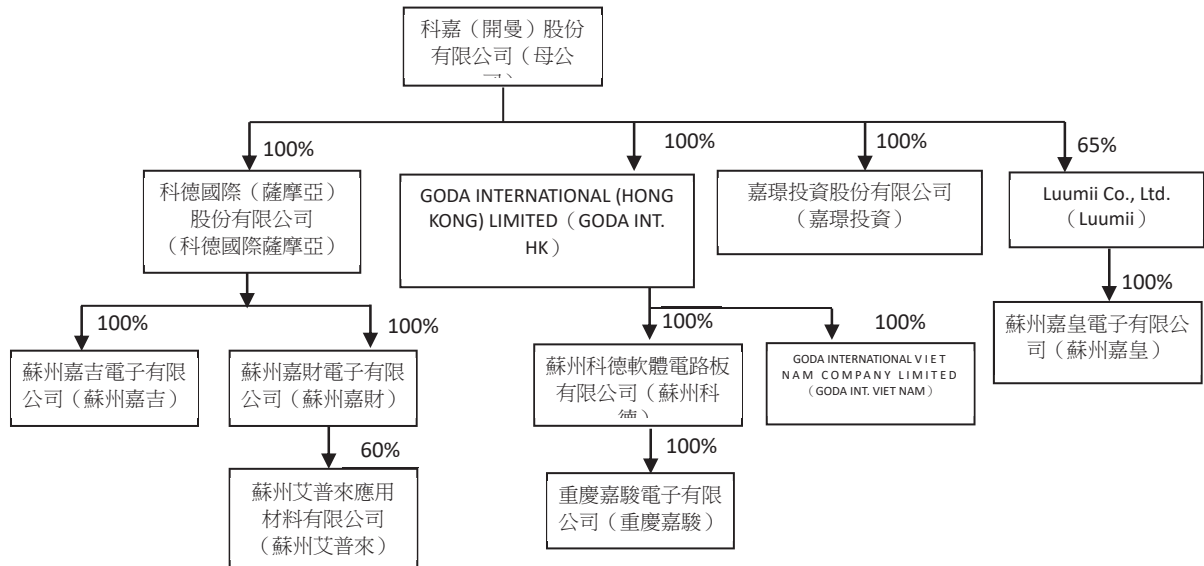 科嘉（開曼）股份
有限公司（母公
100%
100%
100%
65%
科德國際（薩摩亞）
股份有限公司
（科德國際薩摩亞）
GODA INTERNATIONAL (HONG
KONG) LIMITED（GODA INT.
HK）
嘉璟投資股份有限公司
（嘉璟投資）
Luumii Co., Ltd.
（Luumii）
100%
100%
100%
100%
100%
蘇州嘉吉電子有限
公司（蘇州嘉吉）
蘇州嘉財電子有限
公司（蘇州嘉財）
蘇州科德軟體電路板
有限公司（蘇州科
德）
GODA INTERNATIONAL VIET
NAM COMPANY LIMITED
（GODA INT. VIET NAM）
蘇州嘉皇電子有限公
司（蘇州嘉皇）
60%
100%
蘇州艾普來應用
材料有限公司
（蘇州艾普來）
重慶嘉駿電子有限
公司（重慶嘉駿）